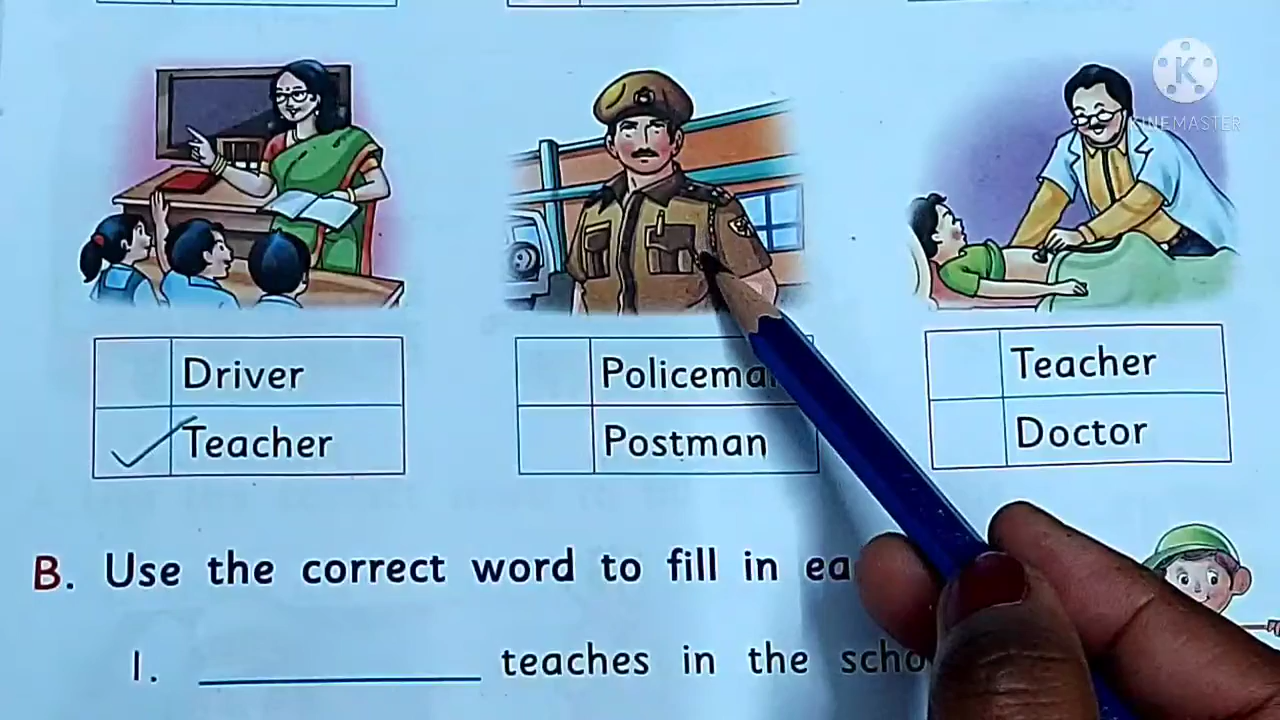 K
KINEMASTER
Driver
Teacher
Policema
Postman
Teacher
Doctor
B. Use the correct word to fill in ea
1. __________ teaches in the scho